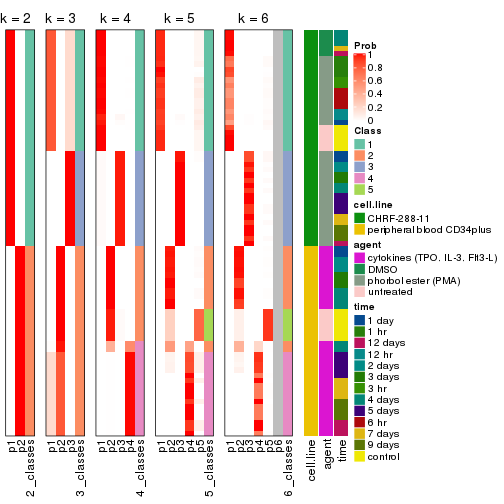 k = 2
k = 3
k = 4
k = 5
k = 6
Prob
1
0.8
0.6
0.4
0.2
0
Class
1
2
3
4
5
cell.line
CHRF-288-11
peripheral blood CD34plus
agent
cytokines (TPO. IL-3. Flt3-L)
DMSO
phorbol ester (PMA)
untreated
time
1 day
1 hr
12 days
12 hr
2 days
3 days
3 hr
4 days
5 days
6 hr
7 days
9 days
control
p1
p2
2_classes
p1
p2
p3
3_classes
p1
p2
p3
p4
4_classes
p1
p2
p3
p4
p5
5_classes
p1
p2
p3
p4
p5
p6
6_classes
cell.line
agent
time